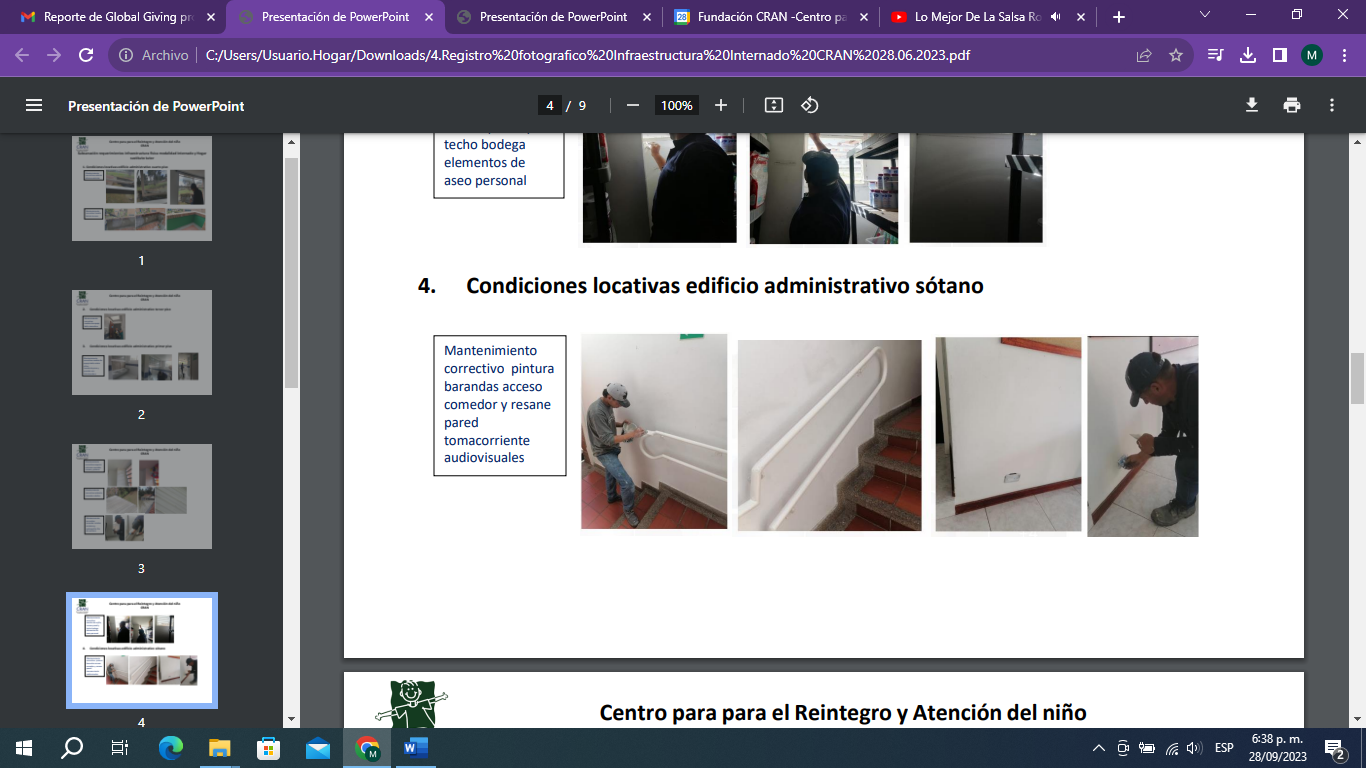 Reporte de Global Giving pr
Presentación de PowerPoint
Presentación de PowerPoint
Fundación CRAN -Centro pa
Lo Mejor De La Salsa Ro
Archivo
C:/Users/Usuario.Hogar/Downloads/4.Registro%20fotografico%20Infraestructura%20Internado%20CRAN%2028.06.2023.pdf
M
Presentación de PowerPoint
4 / 9
100%
1
2
3
4
techo bodega
elementos de
aseo personal
4. Condiciones locativas edificio administrativo sótano
Mantenimiento
correctivo pintura
barandas acceso
comedor y resane
pared
tomacorriente
audiovisuales
Centro para para el Reintegro y Atención del niño
ESP
6:38 p. m.
28/09/2023
2